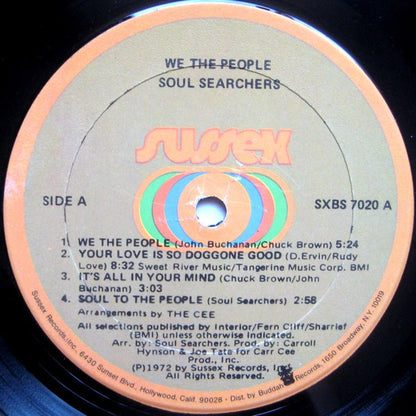 WE THE PEOPLE
SOUL SEARCHERS
sussex
SIDE A
SXBS 7020 A
1. WE THE PEOPLE (John Buchanan/Chuck Brown) 5:24
2. YOUR LOVE IS SO DOGGONE GOOD (D.Ervin/Rudy
Love) 8:32 Sweet River Music/Tangerine Music Corp. BMI
3. IT'S ALL IN YOUR MIND (Chuck Brown/John
Buchanan) 3:03
4. SOUL TO THE PEOPLE (Soul Searchers) 2:58
Arrangements by THE CEE
All selections published by Interior/Fern Cliff/Sharrief
(BMI) unless otherwise indicated.
Arr. by: Soul Searchers. Prod. by: Carroll
Hynson & Joe Tate for Carr Cee
Prod., Inc.
(P)1972 by Sussex Records, Inc.
All Rights Reserved.
Sussex Records, Inc., 6430 Sunset Blvd., Hollywood, Calif. 90028 - Dist. by Buddah 1650 Broadway, N.Y. 10019